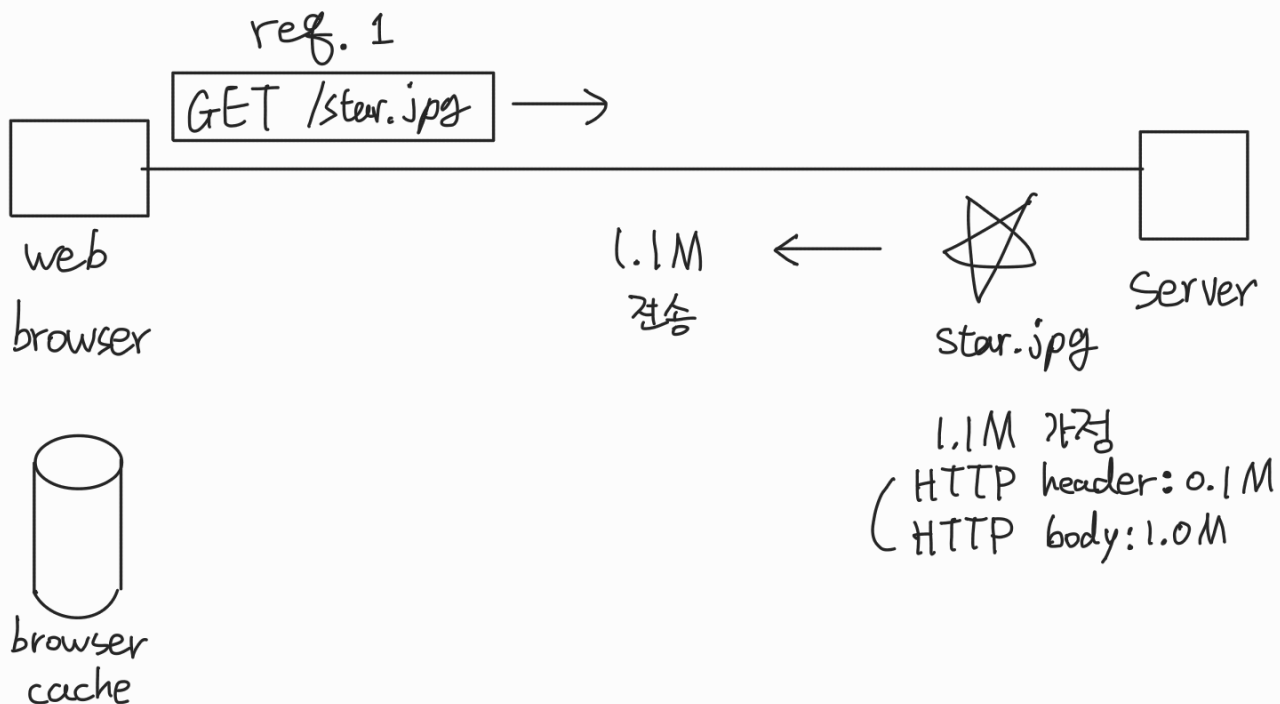 req. 1
GET /star.jpg
web
browser
1.1M
전송
star.jpg
Server
1.1M 가정
HTTP header: 0.1M
HTTP body: 1.0M
browser
cache